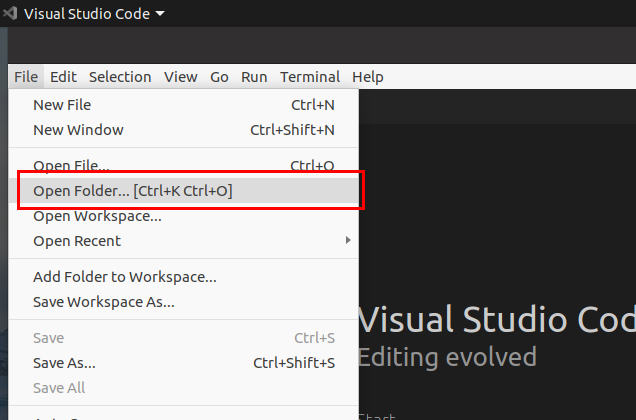 Visual Studio Code
File Edit Selection View Go Run Terminal Help
New File Ctrl+N
New Window Ctrl+Shift+N
Open File... Ctrl+O
Open Folder... [Ctrl+K Ctrl+O]
Open Workspace...
Open Recent
Add Folder to Workspace...
Save Workspace As...
Save Ctrl+S
Save As... Ctrl+Shift+S
Save All
Visual Studio Cod
Editing evolved
Start